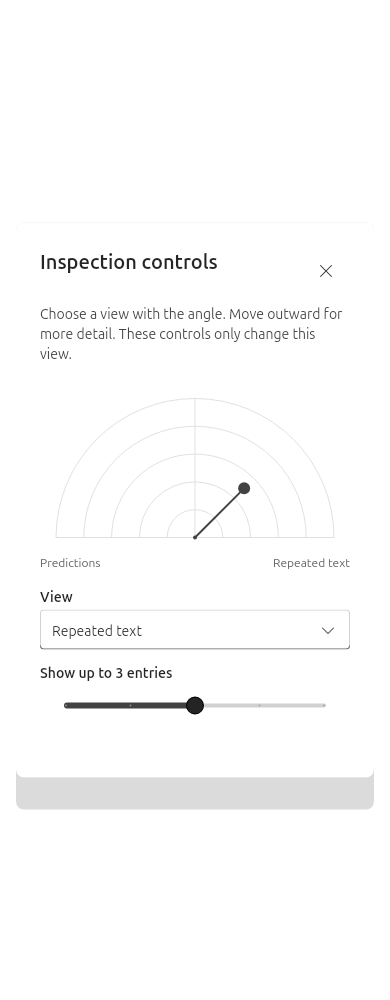 Inspection controls
Choose a view with the angle. Move outward for
more detail. These controls only change this
view.
Predictions
Repeated text
View
Repeated text
Show up to 3 entries